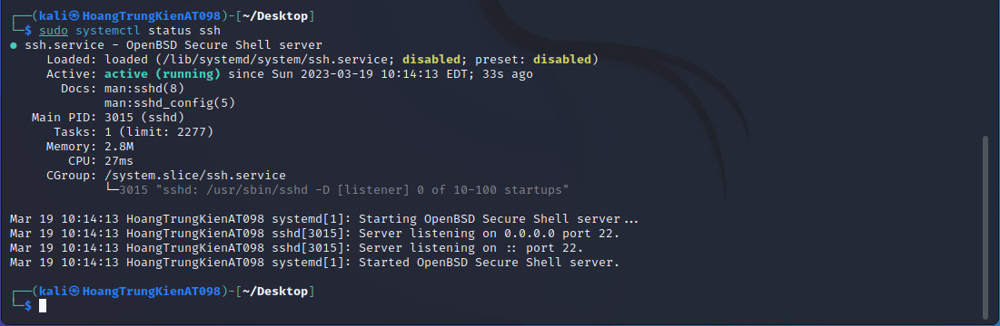 ┌──(kali㉿HoangTrungKienAT098)-[~/Desktop]
└─$ sudo systemctl status ssh
● ssh.service - OpenBSD Secure Shell server
     Loaded: loaded (/lib/systemd/system/ssh.service; disabled; preset: disabled)
     Active: active (running) since Sun 2023-03-19 10:14:13 EDT; 33s ago
       Docs: man:sshd(8)
             man:sshd_config(5)
   Main PID: 3015 (sshd)
      Tasks: 1 (limit: 2277)
     Memory: 2.8M
        CPU: 27ms
     CGroup: /system.slice/ssh.service
             └─3015 "sshd: /usr/sbin/sshd -D [listener] 0 of 10-100 startups"

Mar 19 10:14:13 HoangTrungKienAT098 systemd[1]: Starting OpenBSD Secure Shell server...
Mar 19 10:14:13 HoangTrungKienAT098 sshd[3015]: Server listening on 0.0.0.0 port 22.
Mar 19 10:14:13 HoangTrungKienAT098 sshd[3015]: Server listening on :: port 22.
Mar 19 10:14:13 HoangTrungKienAT098 systemd[1]: Started OpenBSD Secure Shell server.

┌──(kali㉿HoangTrungKienAT098)-[~/Desktop]
└─$